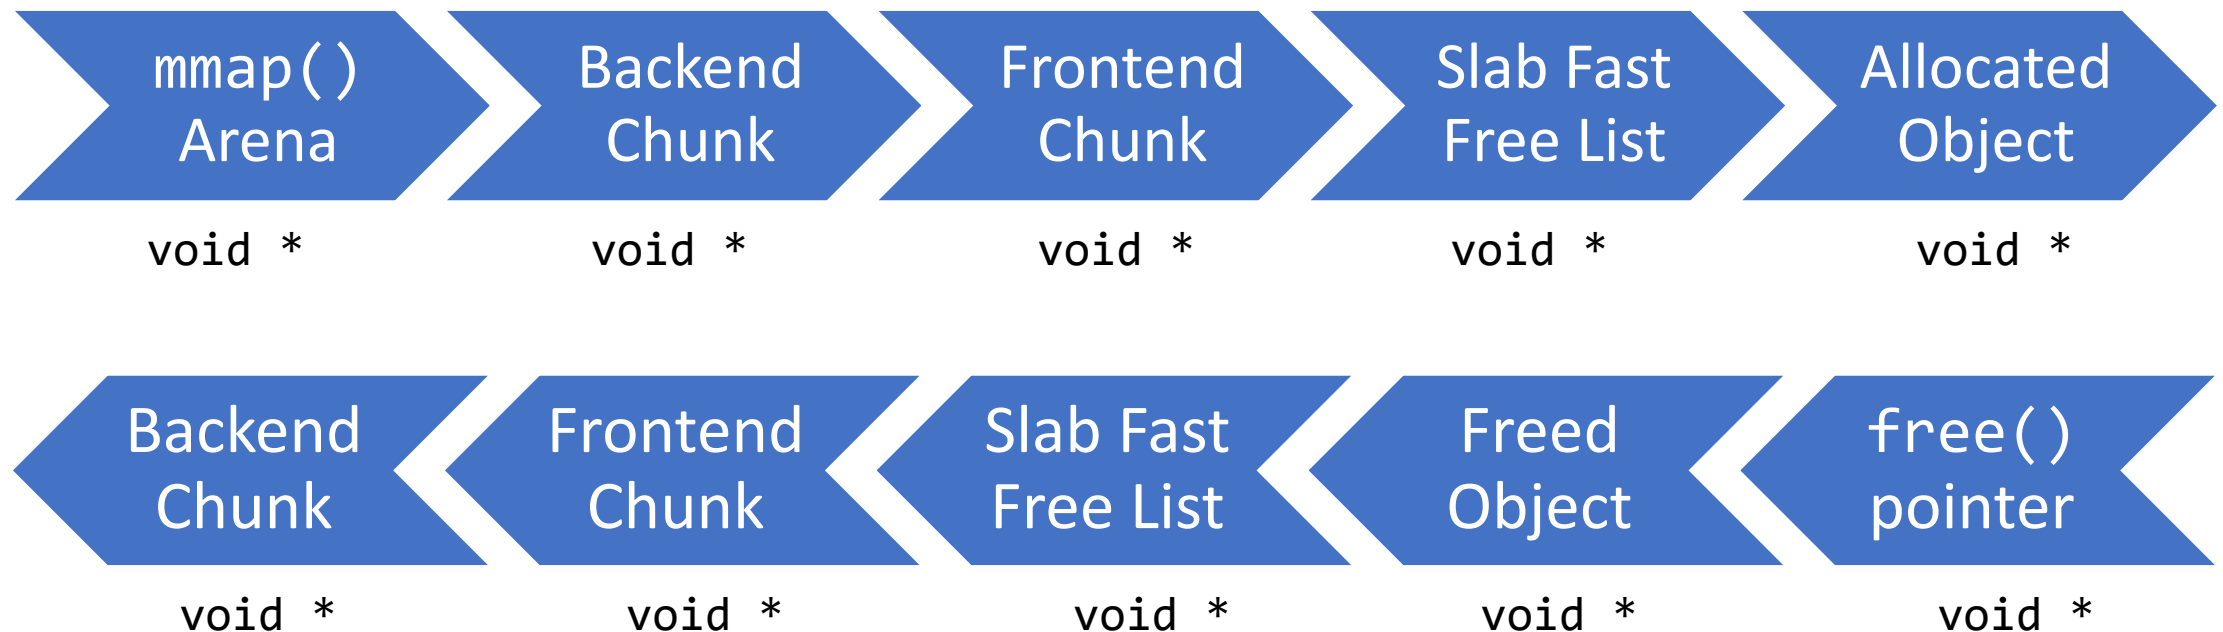 mmap()
Arena
Backend
Chunk
Frontend
Chunk
Slab Fast
Free List
Allocated
Object
void *
void *
void *
void *
void *
Backend
Chunk
Frontend
Chunk
Slab Fast
Free List
Freed
Object
free()
pointer
void *
void *
void *
void *
void *